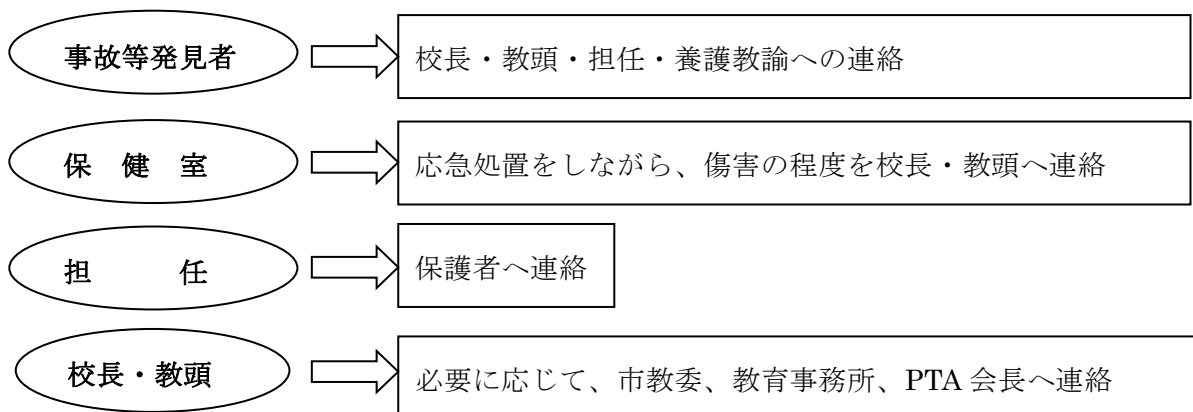 事故等発見者
校長・教頭・担任・養護教諭への連絡
保　健　室
応急処置をしながら、傷害の程度を校長・教頭へ連絡
担　　　任
保護者へ連絡
校長・教頭
必要に応じて、市教委、教育事務所、PTA 会長へ連絡